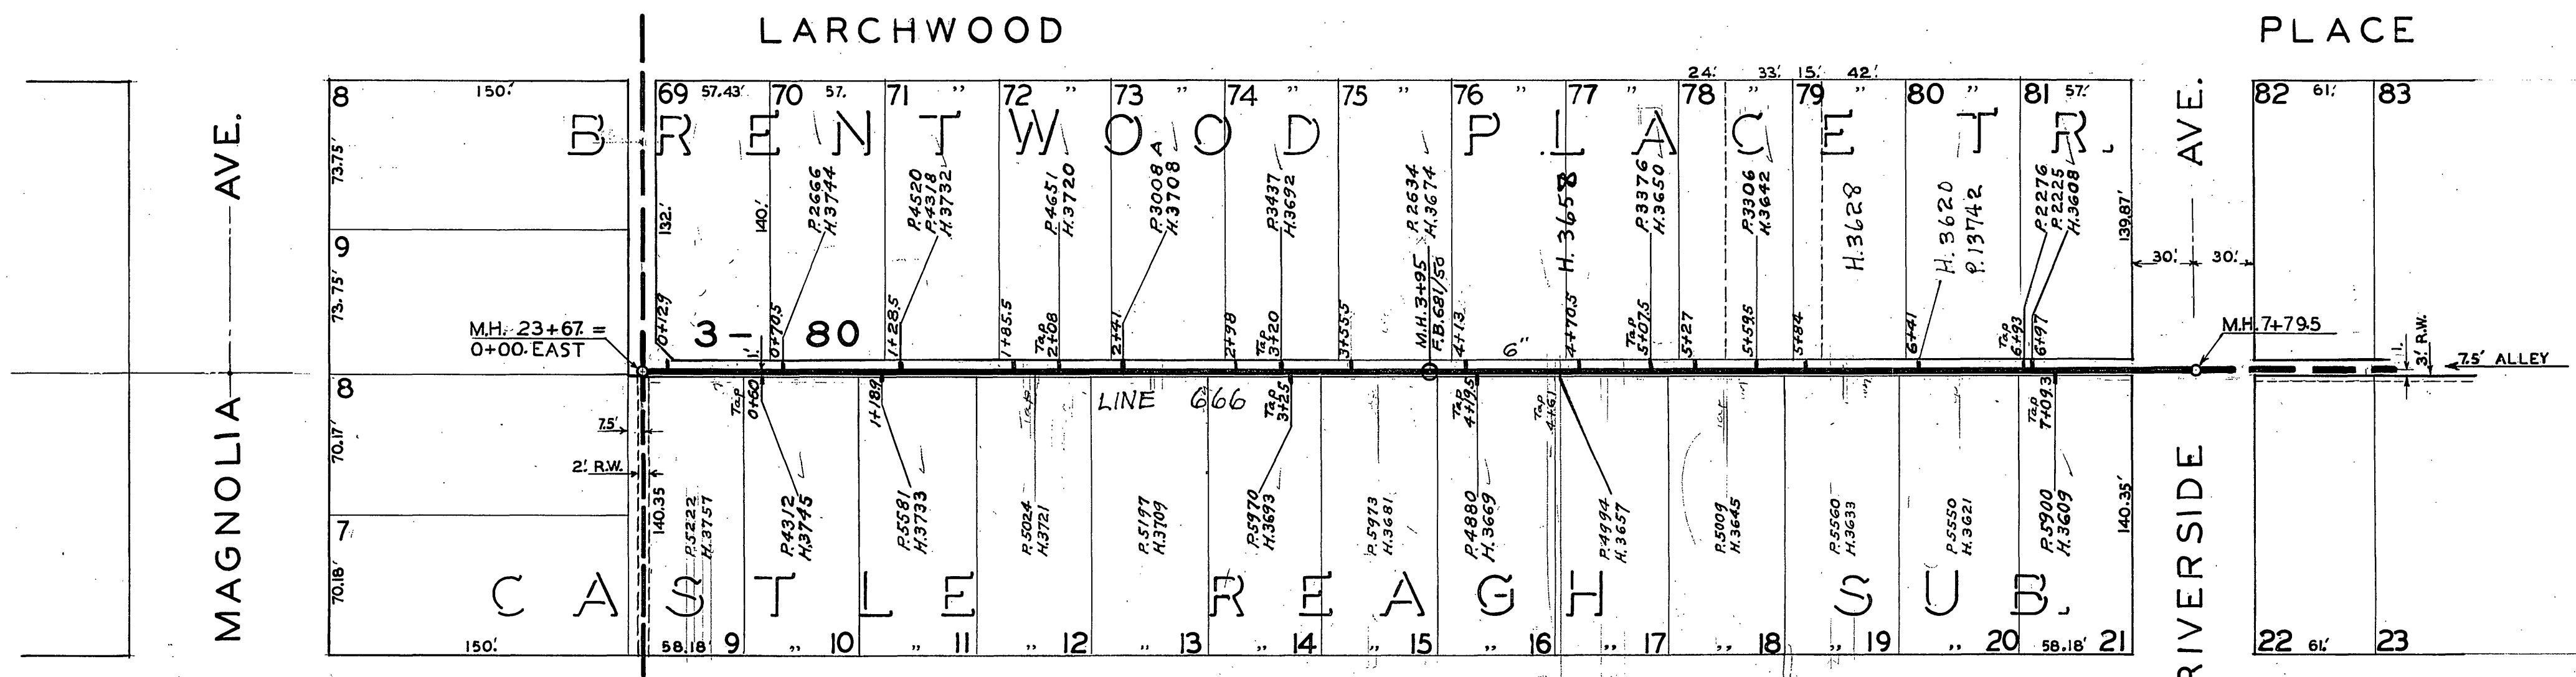 LARCHWOOD PLACE
MAGNOLIA AVE.
RIVERSIDE AVE.
8 150'
73.75'
9
73.75'
8
70.17'
7
70.18'
150'
69 57.43' 70 57. 71 " 72 " 73 " 74 " 75 " 76 " 77 " 78 " 79 " 80 " 81 57.'
24.' 33.' 15.' 42.'
82 61.' 83
BRENTWOOD PLACE TR.
132.'
140.'
P.2666
H.3744
P.4520
P.4318
H.3732
P.4651
H.3720
P.3008 A
H.3708
P.3437
H.3692
P.2634
H.3674
H.3658
P.3376
H.3650
P.3306
H.3642
H.3628
H.3620
P.13742
P.2276
P.2225
H.3608
139.87'
30.' 30.'
M.H. 23+67. =
0+00. EAST
0+12.9
3-80
1.'
0+70.5
1+28.5
1+85.5
Tap
2+08
2+41
2+98
Tap
3+20
3+55.5
M.H. 3+95
F.B. 681/50
4+13
6"
4+70.5
Tap
5+07.5
5+27
5+59.5
5+84
6+41
Tap
6+93
6+97
M.H. 7+79.5
1.
3.' R.W.
7.5' ALLEY
Tap
0+60
1+18.9
Tap
LINE 666
Tap
3+2.5
Tap
4+19.5
Tap
4+61
Tap
Tap
7+09.3
7.5'
2.' R.W.
140.35
P.5222
H.3757
P.4312
H.3745
P.5581
H.3733
P.5024
H.3721
P.5197
H.3709
P.5970
H.3693
P.5973
H.3681
P.4880
H.3669
P.4994
H.3657
P.5009
H.3645
P.5560
H.3633
P.5550
H.3621
P.5900
H.3609
140.35'
CASTLE REAGH SUB.
58.18' 9 " 10 " 11 " 12 " 13 " 14 " 15 " 16 " 17 " 18 " 19 " 20 58.18' 21
22 61.' 23